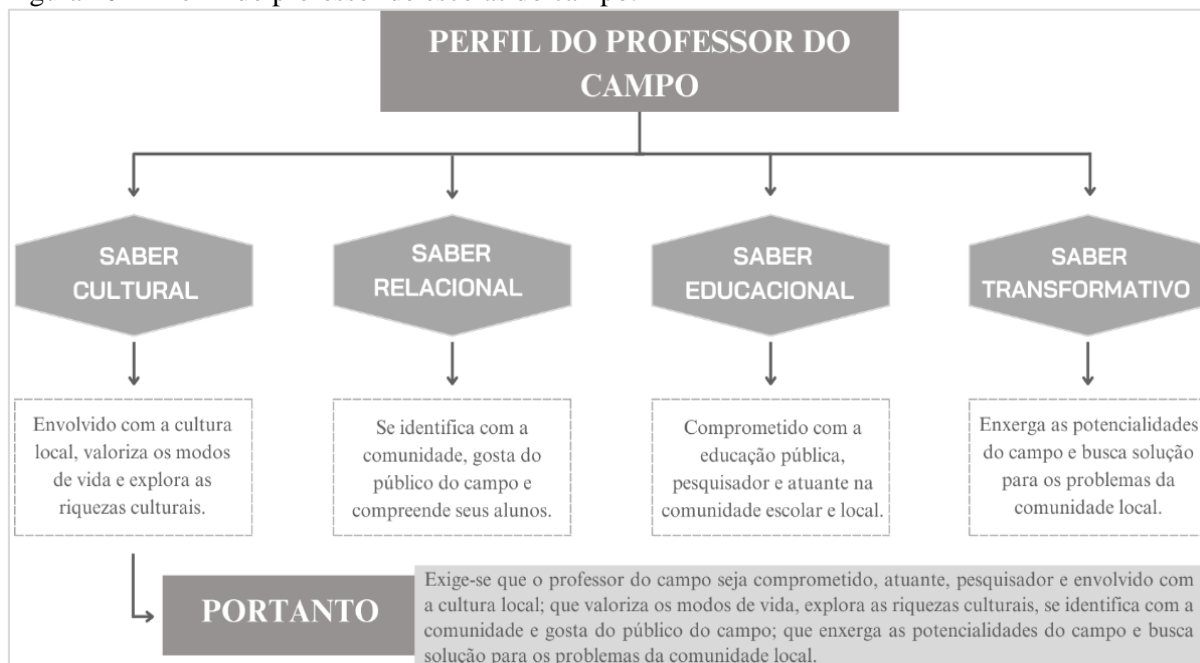 PERFIL DO PROFESSOR DO
CAMPO
SABER
CULTURAL
SABER
RELACIONAL
SABER
EDUCACIONAL
SABER
TRANSFORMATIVO
Envolvido com a cultura
local, valoriza os modos
de vida e explora as
riquezas culturais.
Se identifica com a
comunidade, gosta do
público do campo e
compreende seus alunos.
Comprometido com a
educação pública,
pesquisador e atuante na
comunidade escolar e local.
Enxerga as potencialidades
do campo e busca solução
para os problemas da
comunidade local.
PORTANTO
Exige-se que o professor do campo seja comprometido, atuante, pesquisador e envolvido com
a cultura local; que valoriza os modos de vida, explora as riquezas culturais, se identifica com a
comunidade e gosta do público do campo; que enxerga as potencialidades do campo e busca
solução para os problemas da comunidade local.